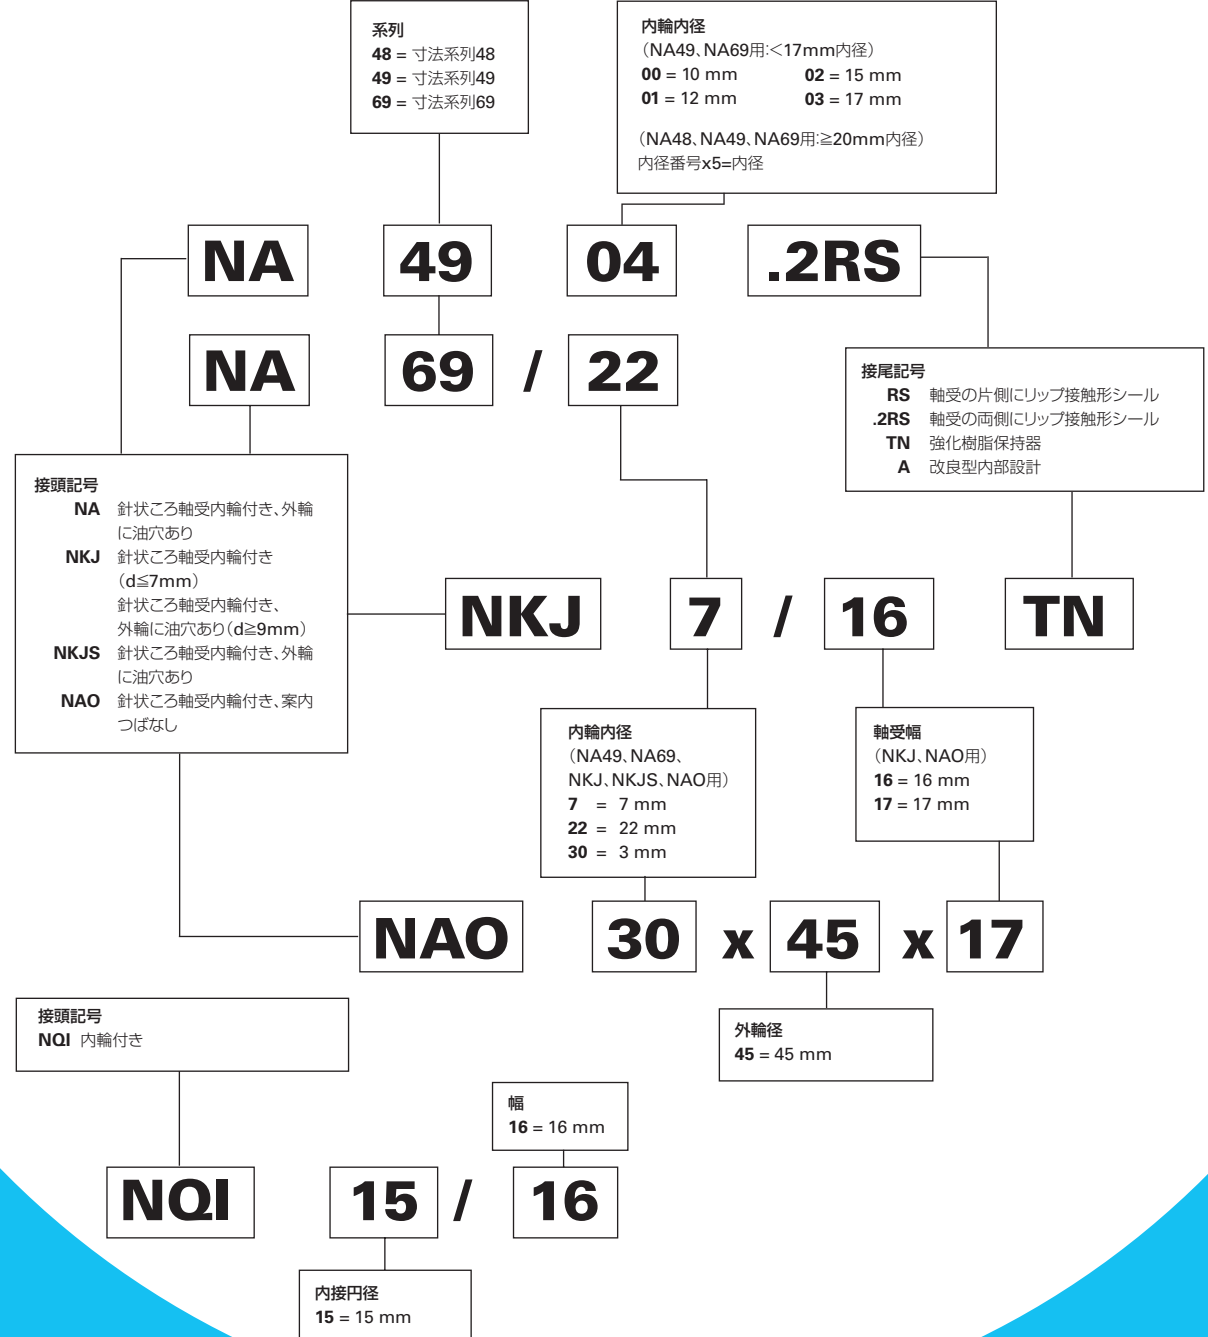 系列
48 = 寸法系列48
49 = 寸法系列49
69 = 寸法系列69
内輪内径
（NA49、NA69用:＜17mm内径）
00 = 10 mm 02 = 15 mm
01 = 12 mm 03 = 17 mm
（NA48、NA49、NA69用:≧20mm内径）
内径番号x5=内径
NA 49 04 .2RS
NA 69 / 22
接尾記号
RS 軸受の片側にリップ接触形シール
.2RS 軸受の両側にリップ接触形シール
TN 強化樹脂保持器
A 改良型内部設計
接頭記号
NA 針状ころ軸受内輪付き、外輪
に油穴あり
NKJ 針状ころ軸受内輪付き
（d≦7mm）
針状ころ軸受内輪付き、
外輪に油穴あり（d≧9mm）
NKJS 針状ころ軸受内輪付き、外輪
に油穴あり
NAO 針状ころ軸受内輪付き、案内
つばなし
NKJ 7 / 16 TN
内輪内径
（NA49、NA69、
NKJ、NKJS、NAO用）
7 = 7 mm
22 = 22 mm
30 = 3 mm
軸受幅
（NKJ、NAO用）
16 = 16 mm
17 = 17 mm
NAO 30 x 45 x 17
外輪径
45 = 45 mm
接頭記号
NQI 内輪付き
幅
16 = 16 mm
NQI 15 / 16
内接円径
15 = 15 mm